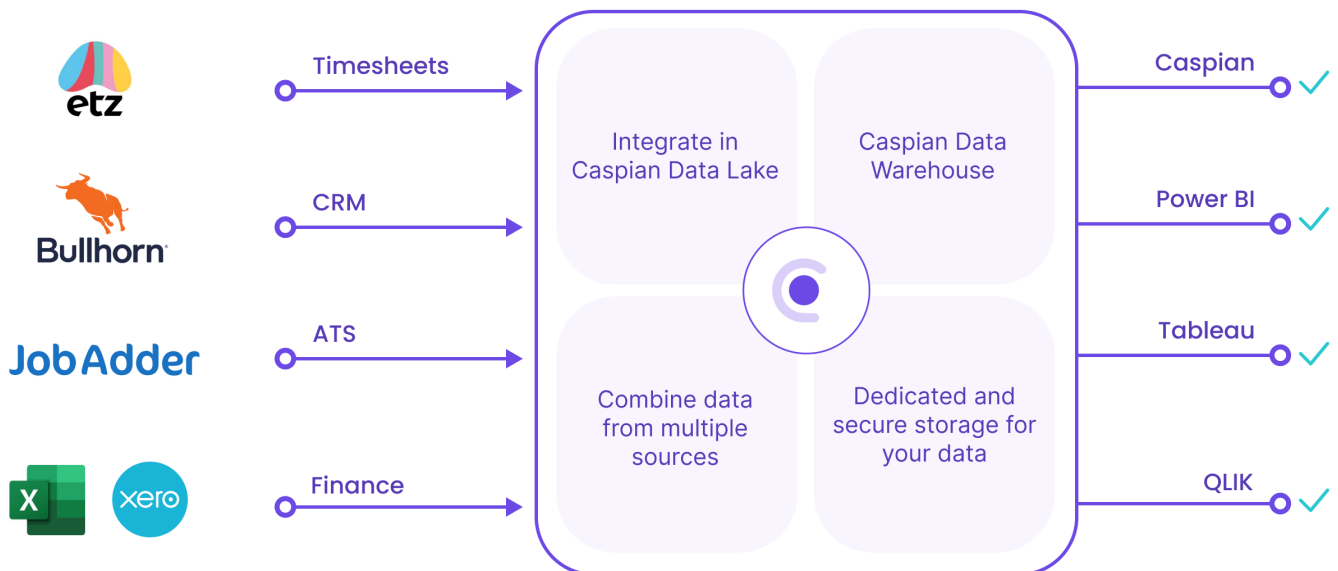 etz
Bullhorn
JobAdder
X
xero
Timesheets
CRM
ATS
Finance
Integrate in
Caspian Data Lake
Caspian Data
Warehouse
Combine data
from multiple
sources
Dedicated and
secure storage for
your data
Caspian
Power BI
Tableau
QLIK